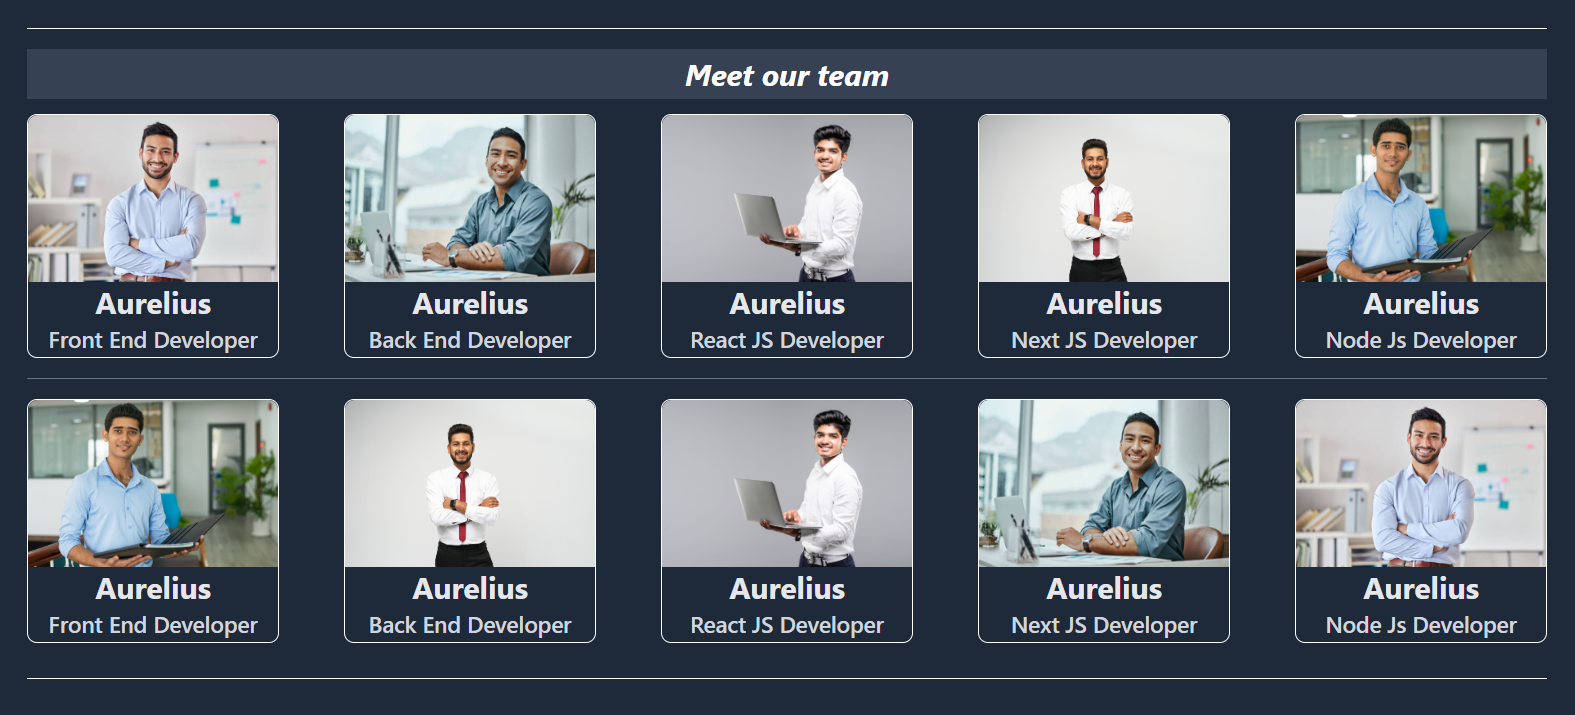 Meet our team
Aurelius
Front End Developer
Aurelius
Back End Developer
Aurelius
React JS Developer
Aurelius
Next JS Developer
Aurelius
Node Js Developer
Aurelius
Front End Developer
Aurelius
Back End Developer
Aurelius
React JS Developer
Aurelius
Next JS Developer
Aurelius
Node Js Developer